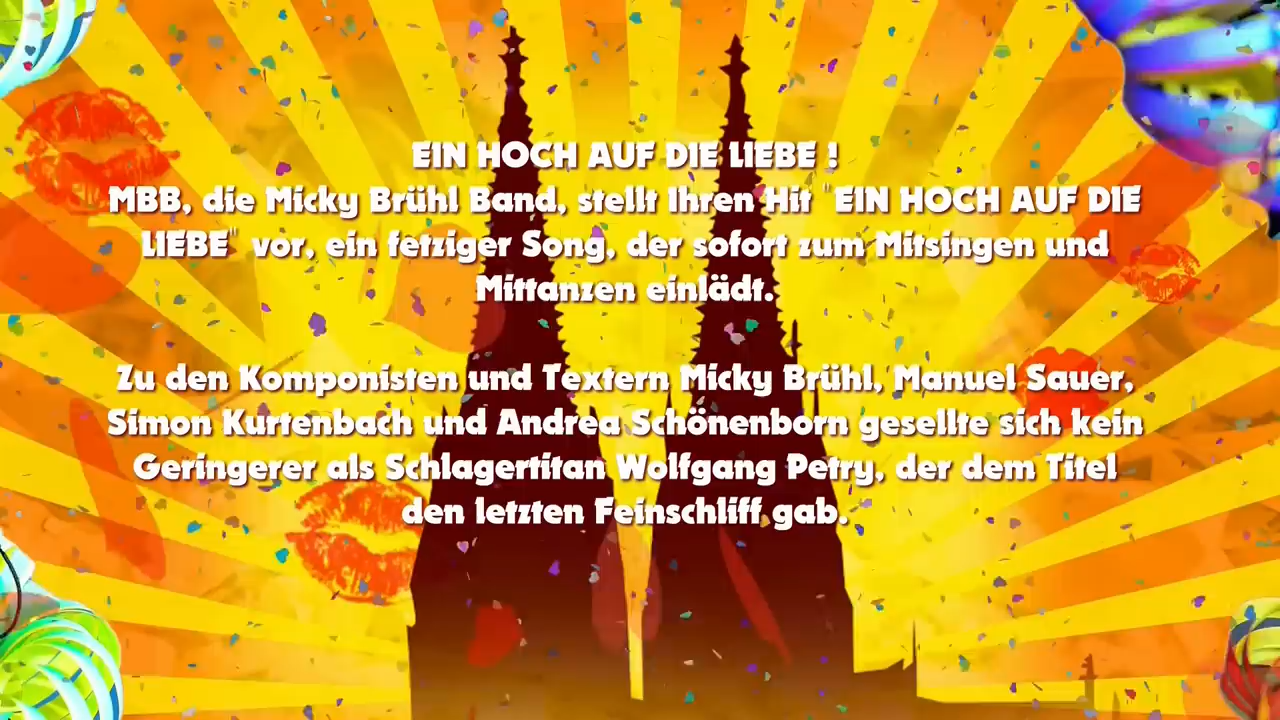 EIN HOCH AUF DIE LIEBE !
MBB, die Micky Brühl Band, stellt Ihren Hit "EIN HOCH AUF DIE
LIEBE" vor, ein fetziger Song, der sofort zum Mitsingen und
Mittanzen einlädt.
Zu den Komponisten und Textern Micky Brühl, Manuel Sauer,
Simon Kurtenbach und Andrea Schönenborn gesellte sich kein
Geringerer als Schlagertitan Wolfgang Petry, der dem Titel
den letzten Feinschliff gab.